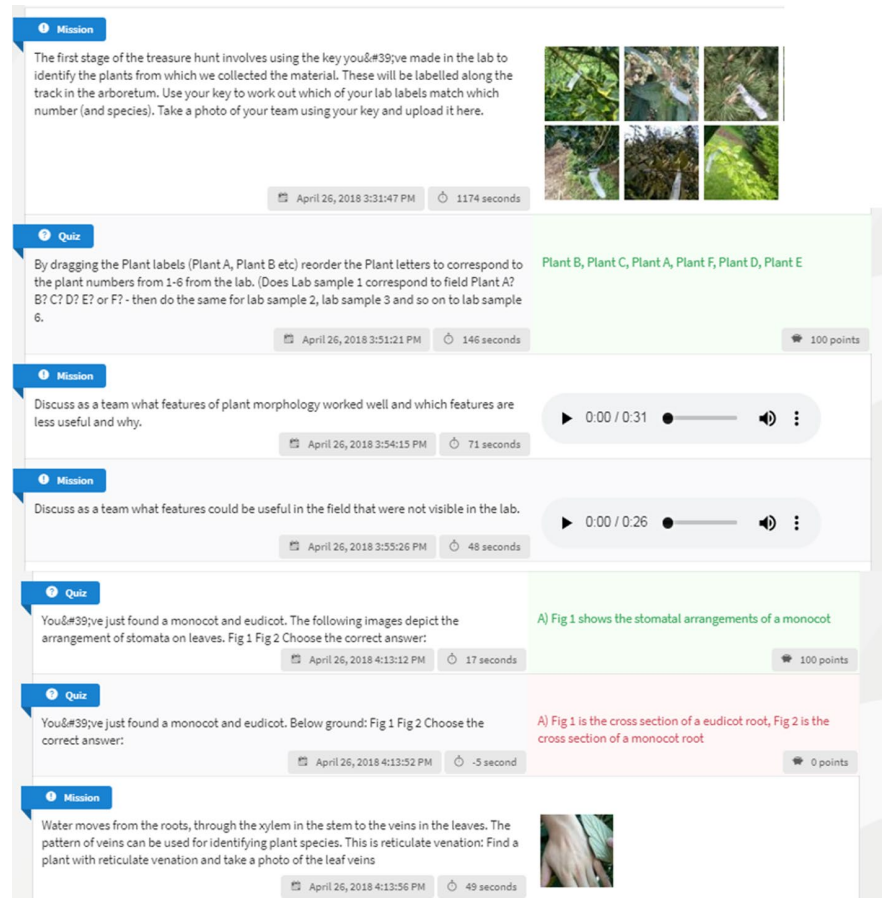 Mission
The first stage of the treasure hunt involves using the key you&#39;ve made in the lab to
identify the plants from which we collected the material. These will be labelled along the
track in the arboretum. Use your key to work out which of your lab labels match which
number (and species). Take a photo of your team using your key and upload it here.
April 26, 2018 3:31:47 PM 1174 seconds
Quiz
By dragging the Plant labels (Plant A, Plant B etc) reorder the Plant letters to correspond to
the plant numbers from 1-6 from the lab. (Does Lab sample 1 correspond to field Plant A?
B? C? D? E? or F? - then do the same for lab sample 2, lab sample 3 and so on to lab sample
6.
Plant B, Plant C, Plant A, Plant F, Plant D, Plant E
April 26, 2018 3:51:21 PM 146 seconds 100 points
Mission
Discuss as a team what features of plant morphology worked well and which features are
less useful and why.
April 26, 2018 3:54:15 PM 71 seconds
0:00 / 0:31
Mission
Discuss as a team what features could be useful in the field that were not visible in the lab.
April 26, 2018 3:55:26 PM 48 seconds
0:00 / 0:26
Quiz
You&#39;ve just found a monocot and eudicot. The following images depict the
arrangement of stomata on leaves. Fig 1 Fig 2 Choose the correct answer:
A) Fig 1 shows the stomatal arrangements of a monocot
April 26, 2018 4:13:12 PM 17 seconds 100 points
Quiz
You&#39;ve just found a monocot and eudicot. Below ground: Fig 1 Fig 2 Choose the
correct answer:
A) Fig 1 is the cross section of a eudicot root, Fig 2 is the
cross section of a monocot root
April 26, 2018 4:13:52 PM -5 second 0 points
Mission
Water moves from the roots, through the xylem in the stem to the veins in the leaves. The
pattern of veins can be used for identifying plant species. This is reticulate venation: Find a
plant with reticulate venation and take a photo of the leaf veins
April 26, 2018 4:13:56 PM 49 seconds